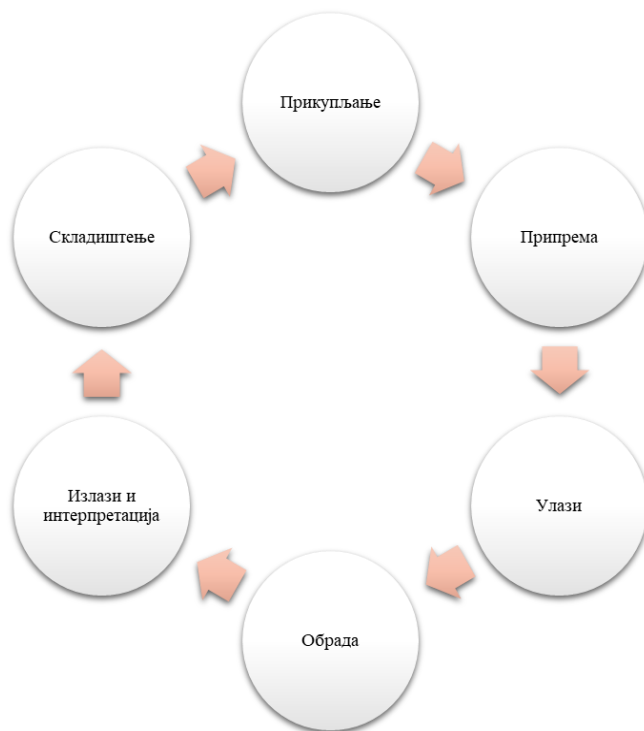 Прикупљање
Припрема
Улази
Обрада
Излази и
интерпретација
Складиштење